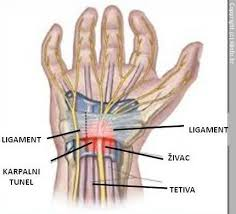 LIGAMENT
LIGAMENT
KARPALNI
TUNEL
ŽIVAC
TETIVA